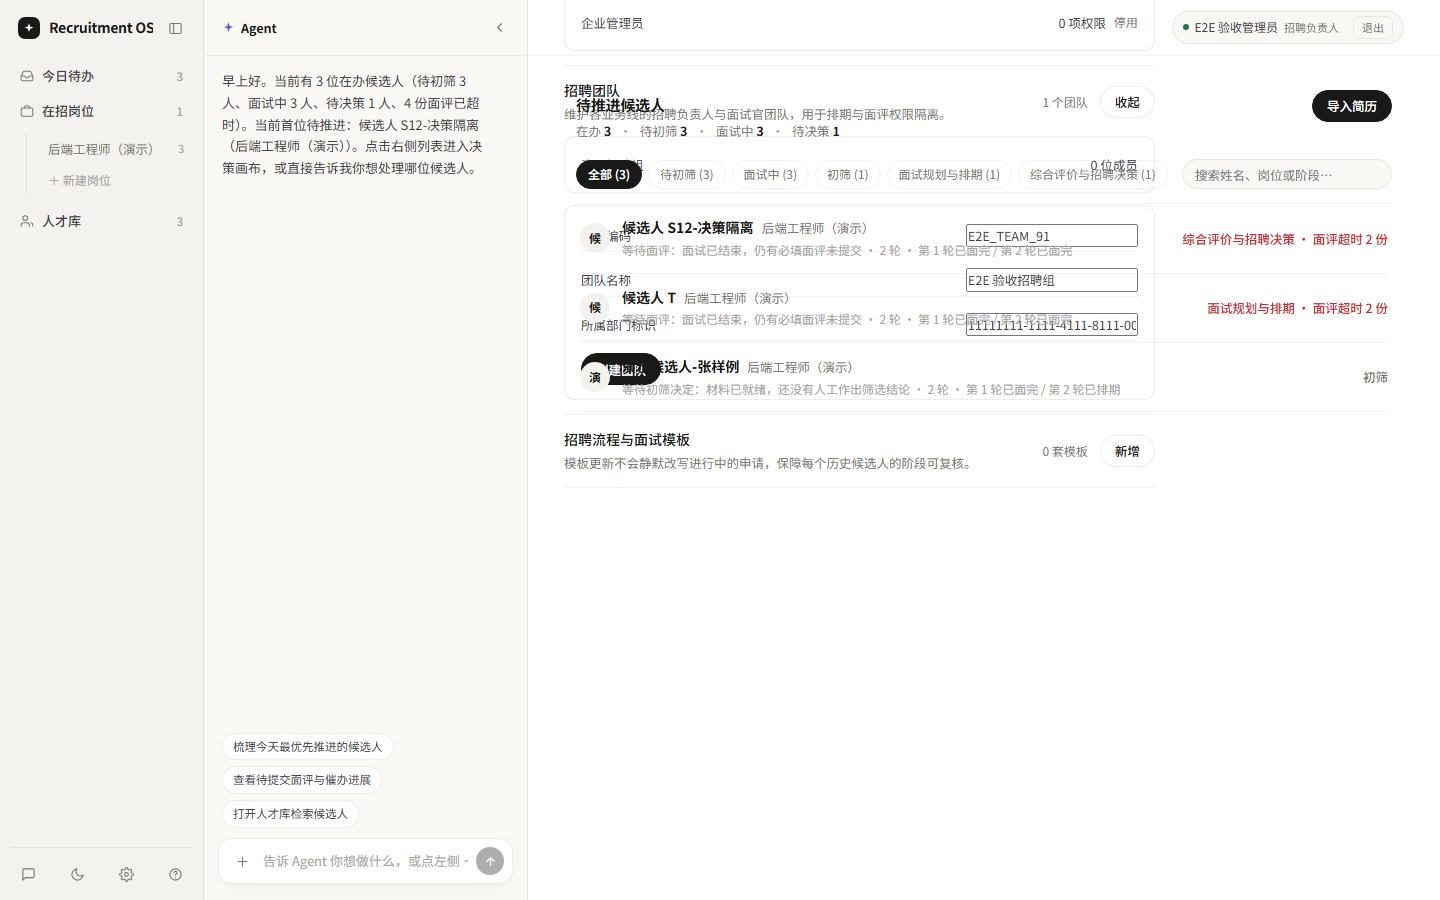 Recruitment OS
今日待办 3
在招岗位 1
后端工程师（演示） 3
＋ 新建岗位
人才库 3
Agent
早上好。当前有 3 位在办候选人（待初筛 3
人、面试中 3 人、待决策 1 人、4 份面评已超
时）。当前首位待推进：候选人 S12-决策隔离
（后端工程师（演示））。点击右侧列表进入决
策画布，或直接告诉我你想处理哪位候选人。
梳理今天最优先推进的候选人
查看待提交面评与催办进展
打开人才库检索候选人
告诉 Agent 你想做什么，或点左侧
企业管理员 0 项权限 停用
E2E 验收管理员 招聘负责人 退出
招聘团队
1 个团队 收起
待推进候选人
维护各业务线的招聘负责人与面试官团队，用于排期与面评权限隔离。
在办 3 • 待初筛 3 • 面试中 3 • 待决策 1
导入简历
0 位成员
全部 (3) 待初筛 (3) 面试中 (3) 初筛 (1) 面试规划与排期 (1) 综合评价与招聘决策 (1)
搜索姓名、岗位或阶段…
候 候选人 S12-决策隔离 后端工程师（演示）
编码 E2E_TEAM_91
等待面评：面试已结束，仍有必填面评未提交 • 2 轮 • 第 1 轮已面完 / 第 2 轮已面完
综合评价与招聘决策 • 面评超时 2 份
团队名称 E2E 验收招聘组
候 候选人 T 后端工程师（演示）
等待面评：面试已结束，仍有必填面评未提交 • 2 轮 • 第 1 轮已面完 / 第 2 轮已面完
面试规划与排期 • 面评超时 2 份
所属部门标识 11111111-1111-4111-8111-00
建团队
演 候选人-张样例 后端工程师（演示）
等待初筛决定：材料已就绪，还没有人工作出筛选结论 • 2 轮 • 第 1 轮已面完 / 第 2 轮已排期
初筛
招聘流程与面试模板
模板更新不会静默改写进行中的申请，保障每个历史候选人的阶段可复核。
0 套模板 新增